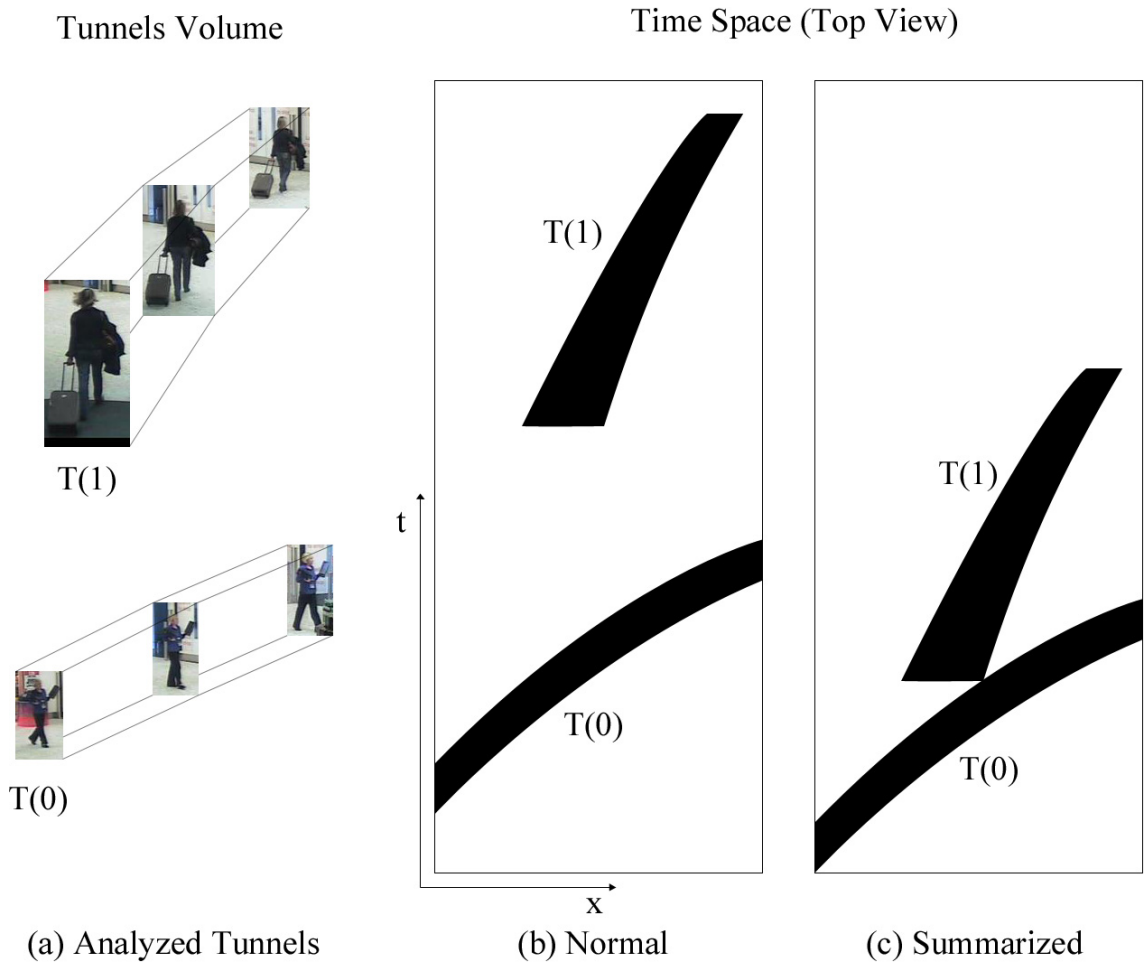 Tunnels Volume
Time Space (Top View)
T(1)
T(0)
t
x
T(1)
T(0)
T(1)
T(0)
(a) Analyzed Tunnels
(b) Normal
(c) Summarized